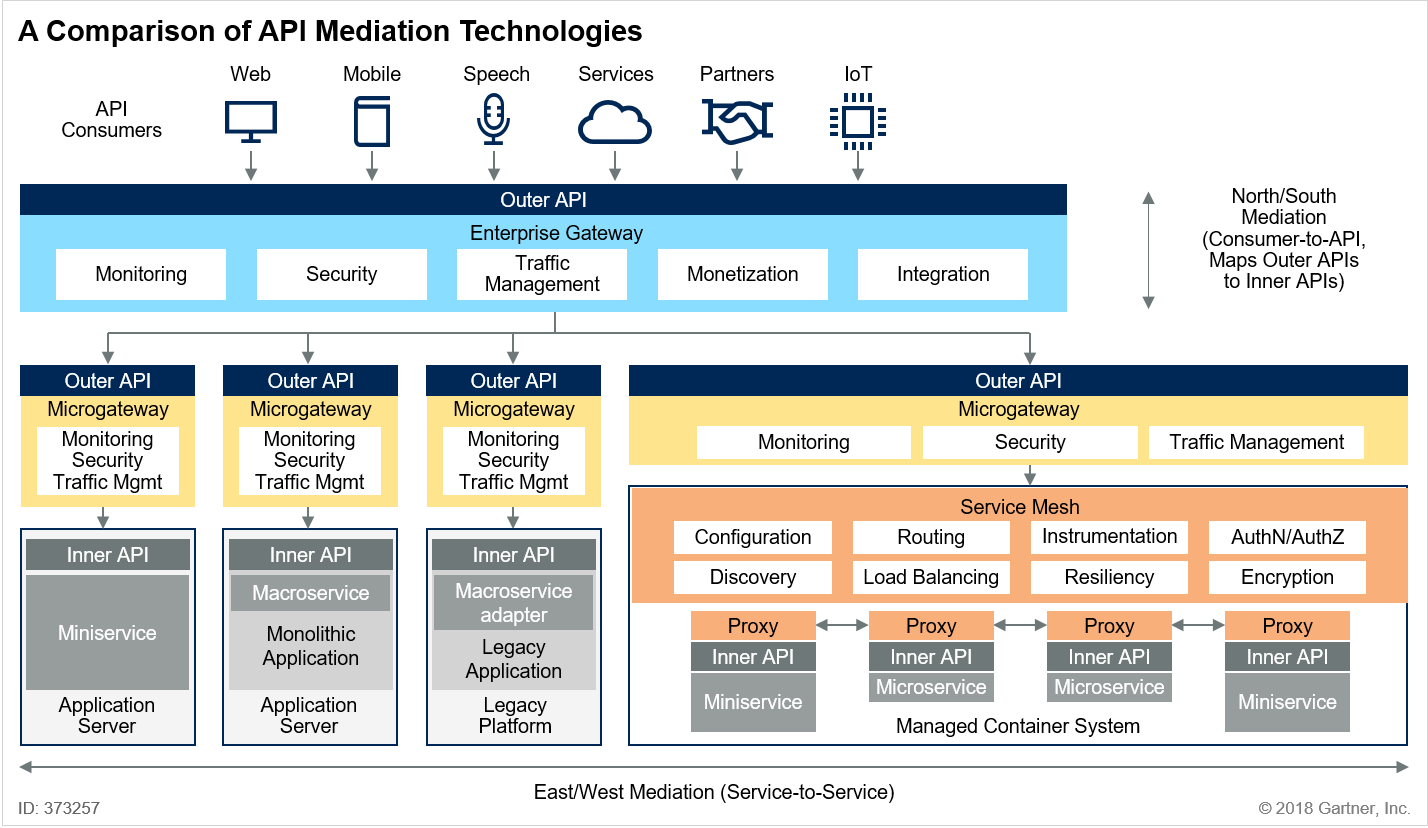 A Comparison of API Mediation Technologies
Web
Mobile
Speech
Services
Partners
IoT
API
Consumers
Outer API
Enterprise Gateway
Monitoring
Security
Traffic
Management
Monetization
Integration
North/South
Mediation
(Consumer-to-API,
Maps Outer APIs
to Inner APIs)
Outer API
Microgateway
Monitoring
Security
Traffic Mgmt
Inner API
Miniservice
Application
Server
Outer API
Microgateway
Monitoring
Security
Traffic Mgmt
Inner API
Macroservice
Monolithic
Application
Application
Server
Outer API
Microgateway
Monitoring
Security
Traffic Mgmt
Inner API
Macroservice
adapter
Legacy
Application
Legacy
Platform
Outer API
Microgateway
Monitoring
Security
Traffic Management
Service Mesh
Configuration
Routing
Instrumentation
AuthN/AuthZ
Discovery
Load Balancing
Resiliency
Encryption
Proxy
Inner API
Miniservice
Proxy
Inner API
Microservice
Proxy
Inner API
Microservice
Proxy
Inner API
Miniservice
Managed Container System
East/West Mediation (Service-to-Service)
ID: 373257
© 2018 Gartner, Inc.